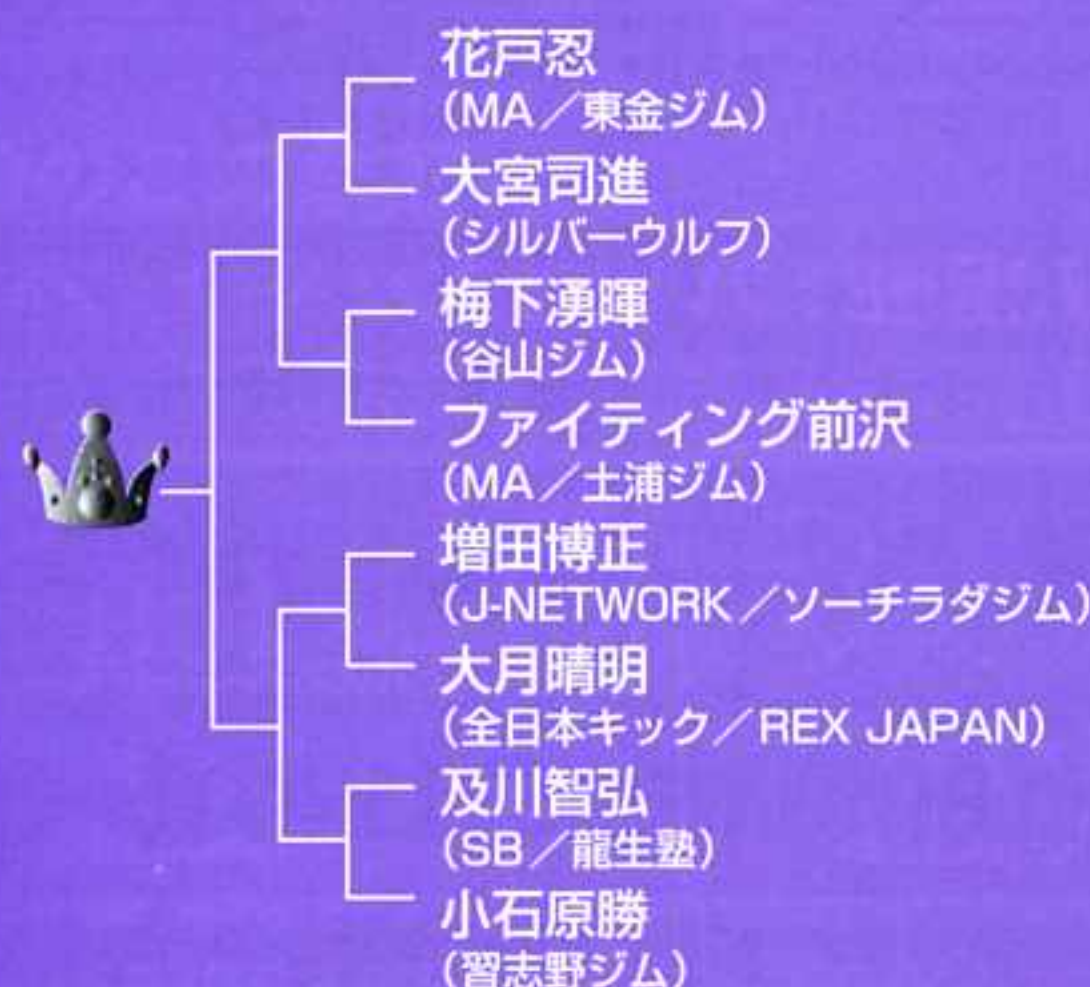 花戸忍
(MA／東金ジム)
大宮司進
(シルバーウルフ)
梅下湧暉
(谷山ジム)
ファイティング前沢
(MA／土浦ジム)
増田博正
(J-NETWORK／ソーチラダジム)
大月晴明
(全日本キック／REX JAPAN)
及川智弘
(SB／龍生塾)
小石原勝
(習志野ジム)